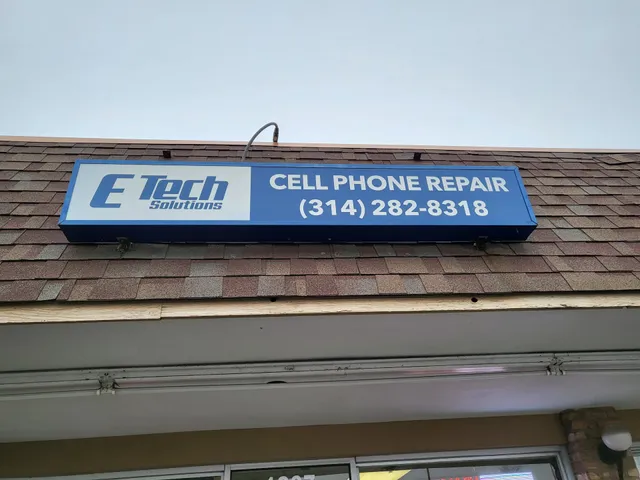 E Tech
Solutions
CELL PHONE REPAIR
(314) 282-8318